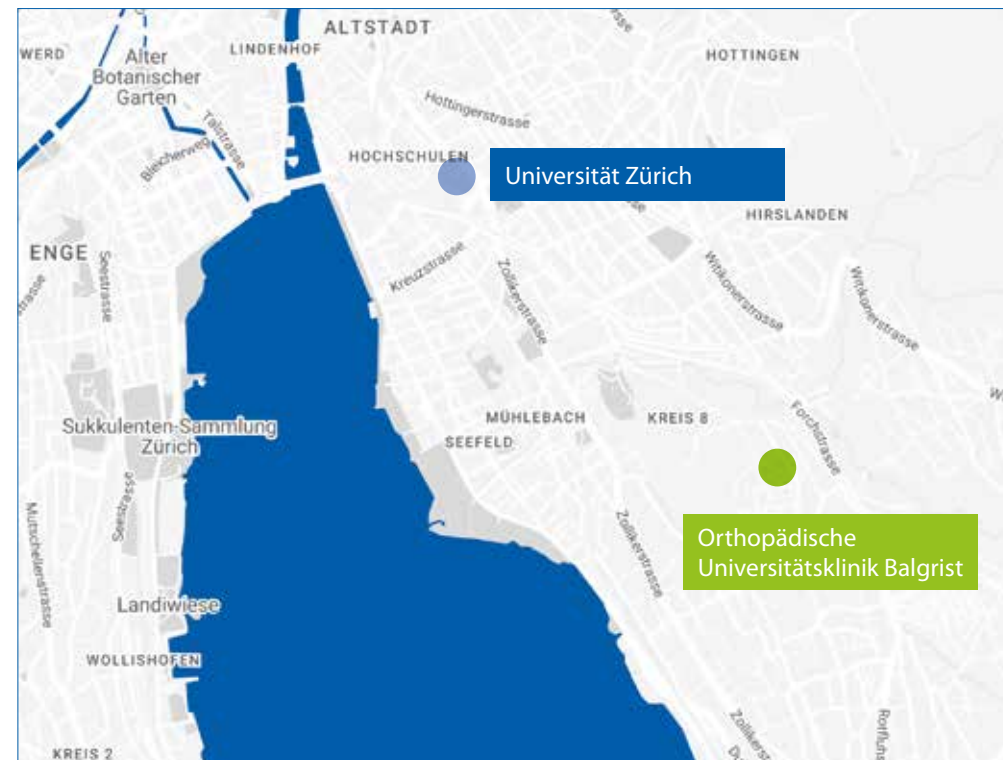 ALTSTADT
WERD
Alter
Botanischer
Garten
LINDENHOF
HOTTINGEN
Hottingerstrasse
Talstrasse
Bleicherweg
HOCHSCHULEN
Universität Zürich
HIRSLANDEN
ENGE
Seestrasse
Kreuzstrasse
Zollikerstrasse
Witikonerstrasse
Witikonerstrasse
Sukkulenten-Sammlung
Zürich
MÜHLEBACH
KREIS 8
Forchstrasse
SEEFELD
Seestrasse
Mutschellenstrasse
Zollikerstrasse
Orthopädische
Universitätsklinik Balgrist
Landiwiese
WOLLISHOFEN
KREIS 2
Zollikers
Rotfluhs